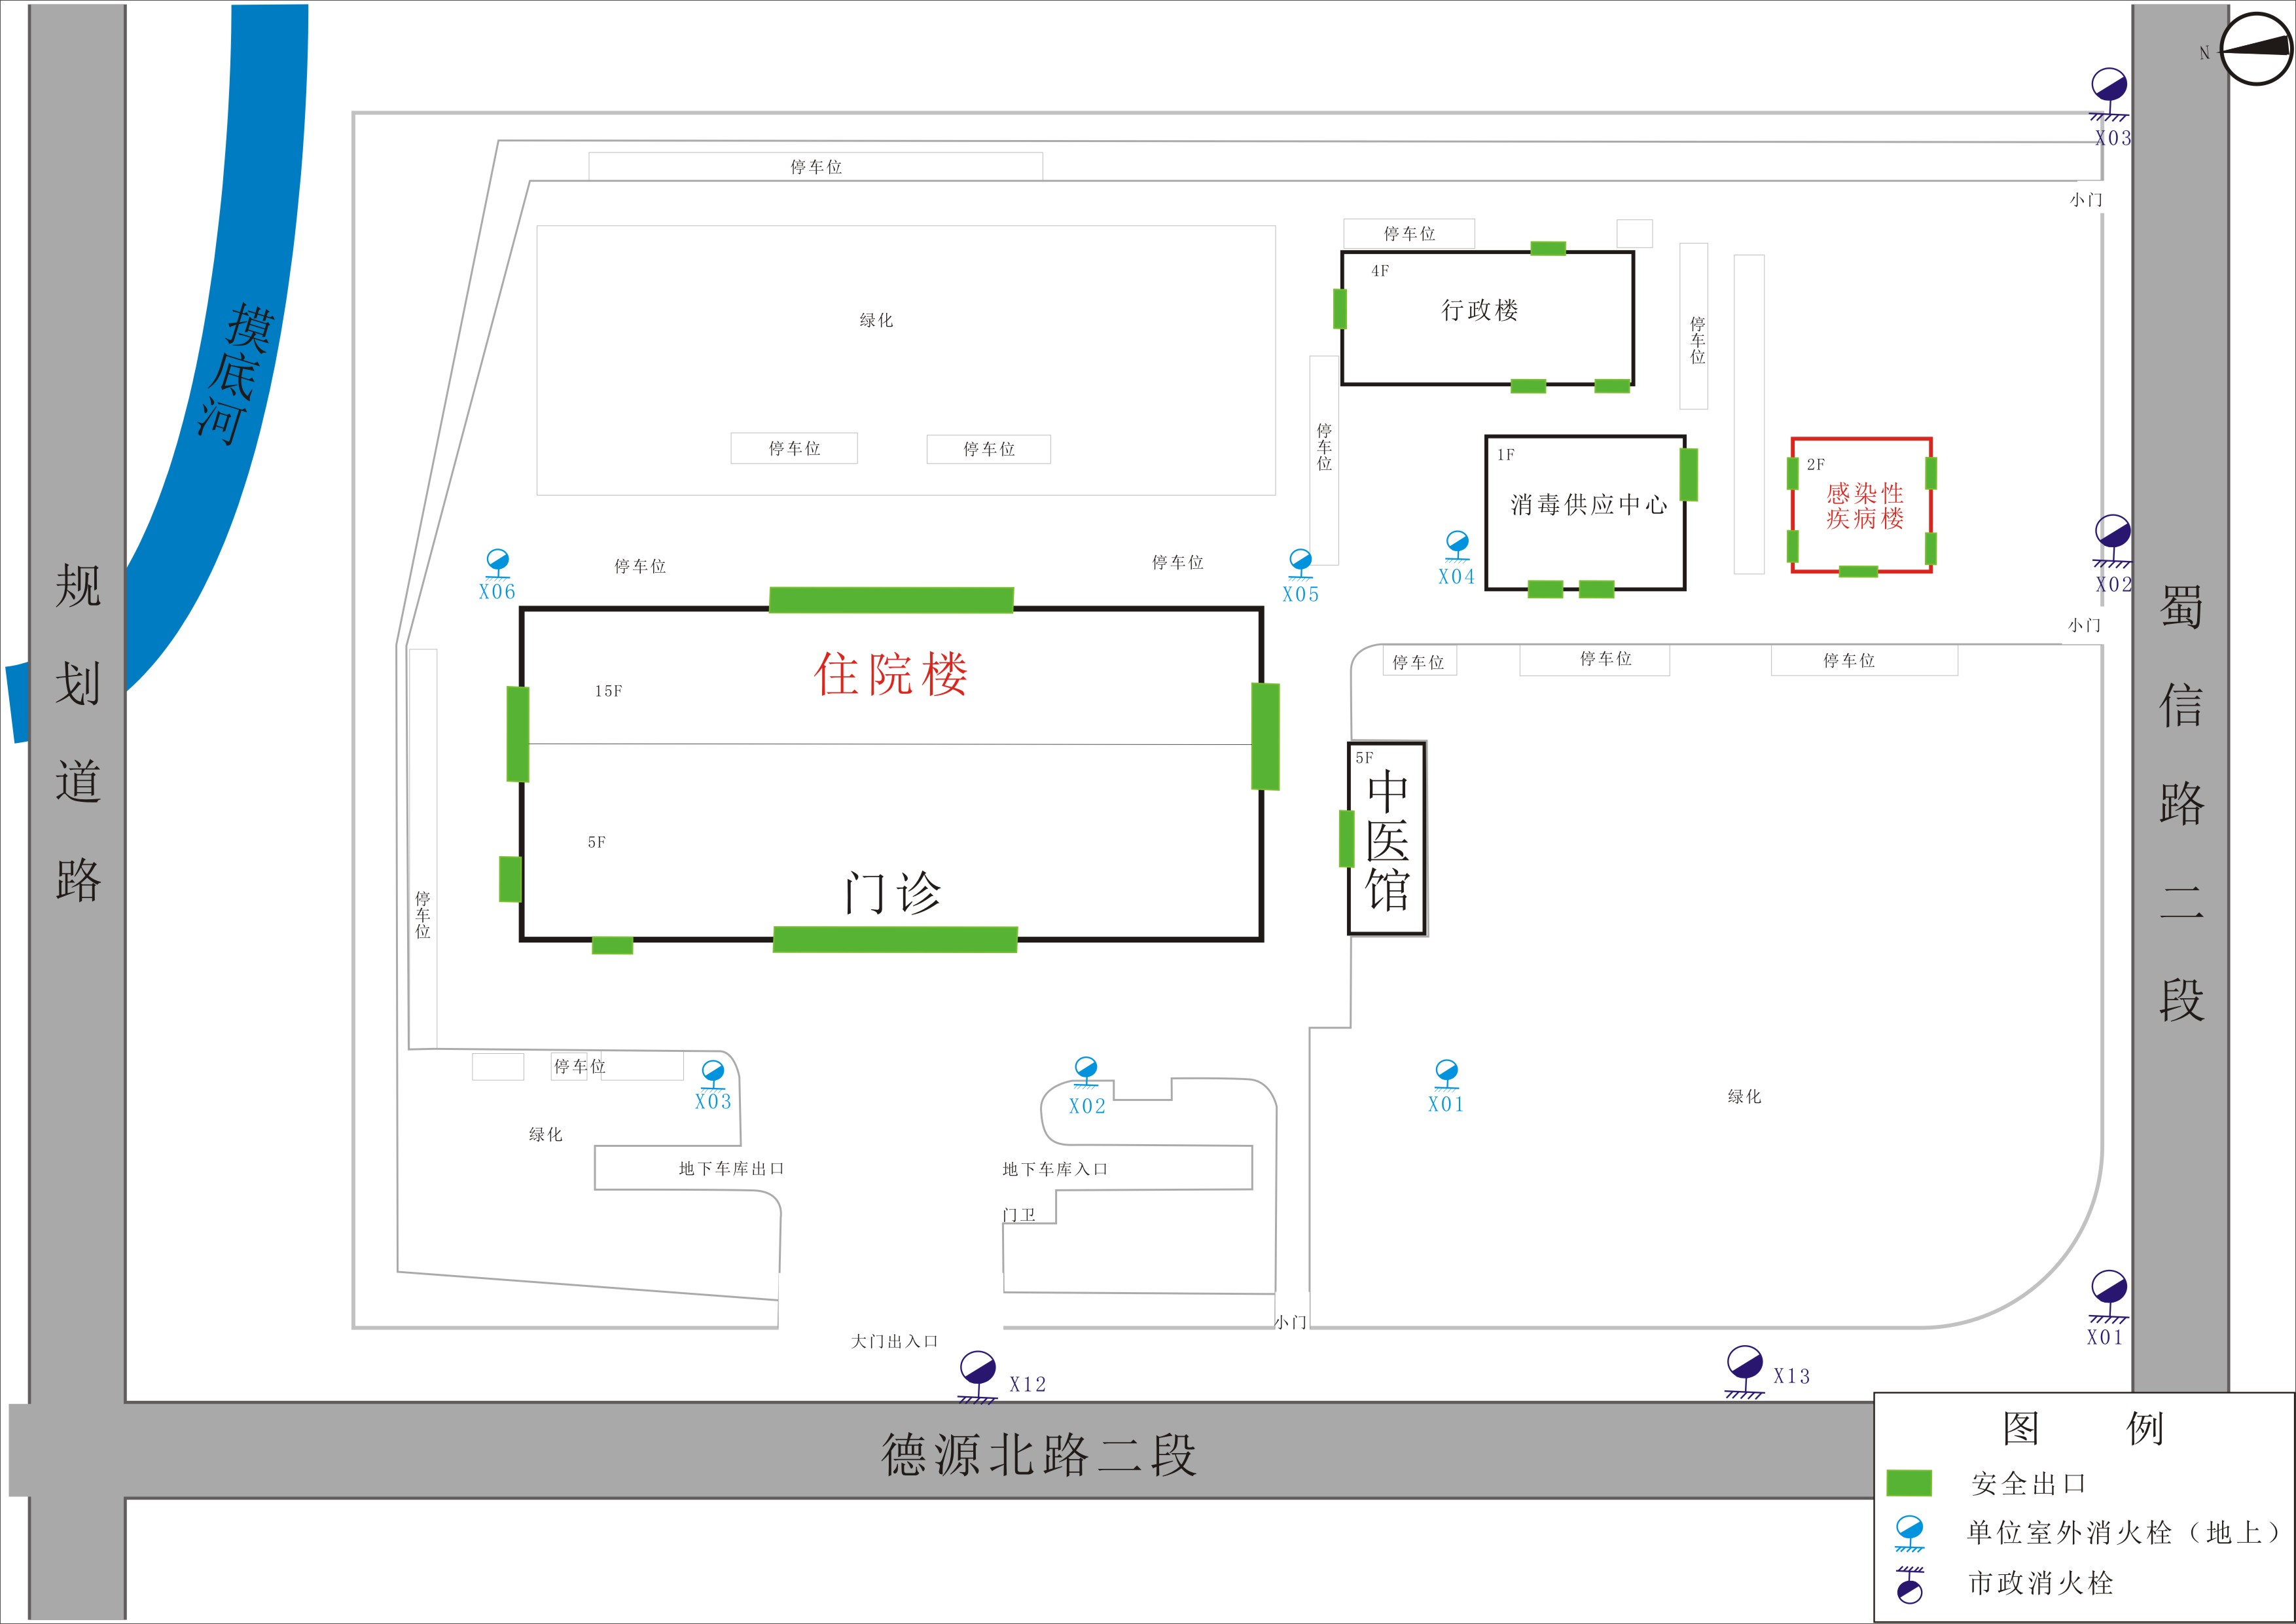 N
X03
停车位
小门
停车位
4F
行政楼
摸底河
绿化
停车位
停车位
停车位
停车位
1F
消毒供应中心
2F
感染性
疾病楼
X06
停车位
停车位
X05
X04
X02
规划道路
蜀信路二段
小门
住院楼
15F
停车位
停车位
停车位
5F
中医馆
5F
门诊
停车位
停车位
X03
X02
X01
绿化
绿化
地下车库出口
地下车库入口
门卫
小门
大门出入口
X01
X12
X13
德源北路二段
图 例
安全出口
单位室外消火栓（地上）
市政消火栓